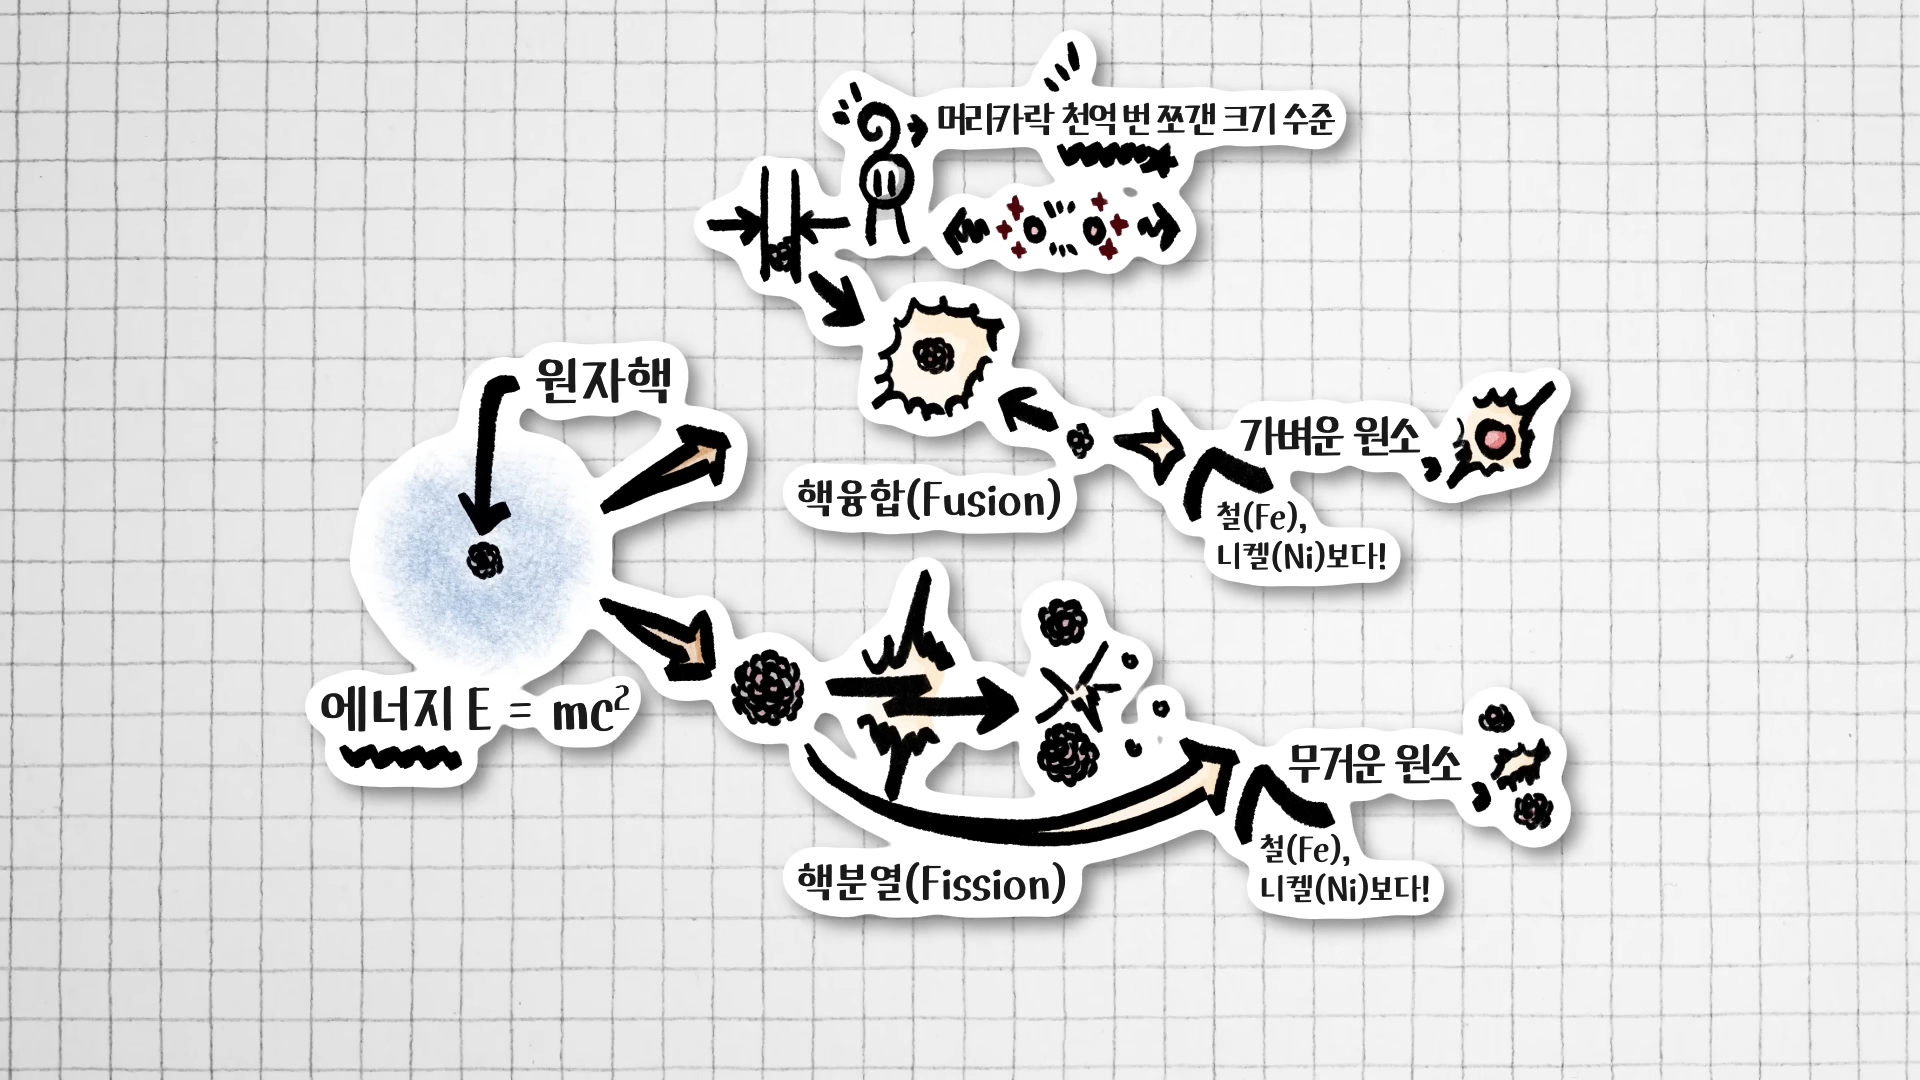 머리카락 천억 번 쪼갠 크기 수준
원자핵
가벼운 원소
핵융합(Fusion)
철(Fe),
니켈(Ni)보다!
에너지 E = mc²
무거운 원소
핵분열(Fission)
철(Fe),
니켈(Ni)보다!